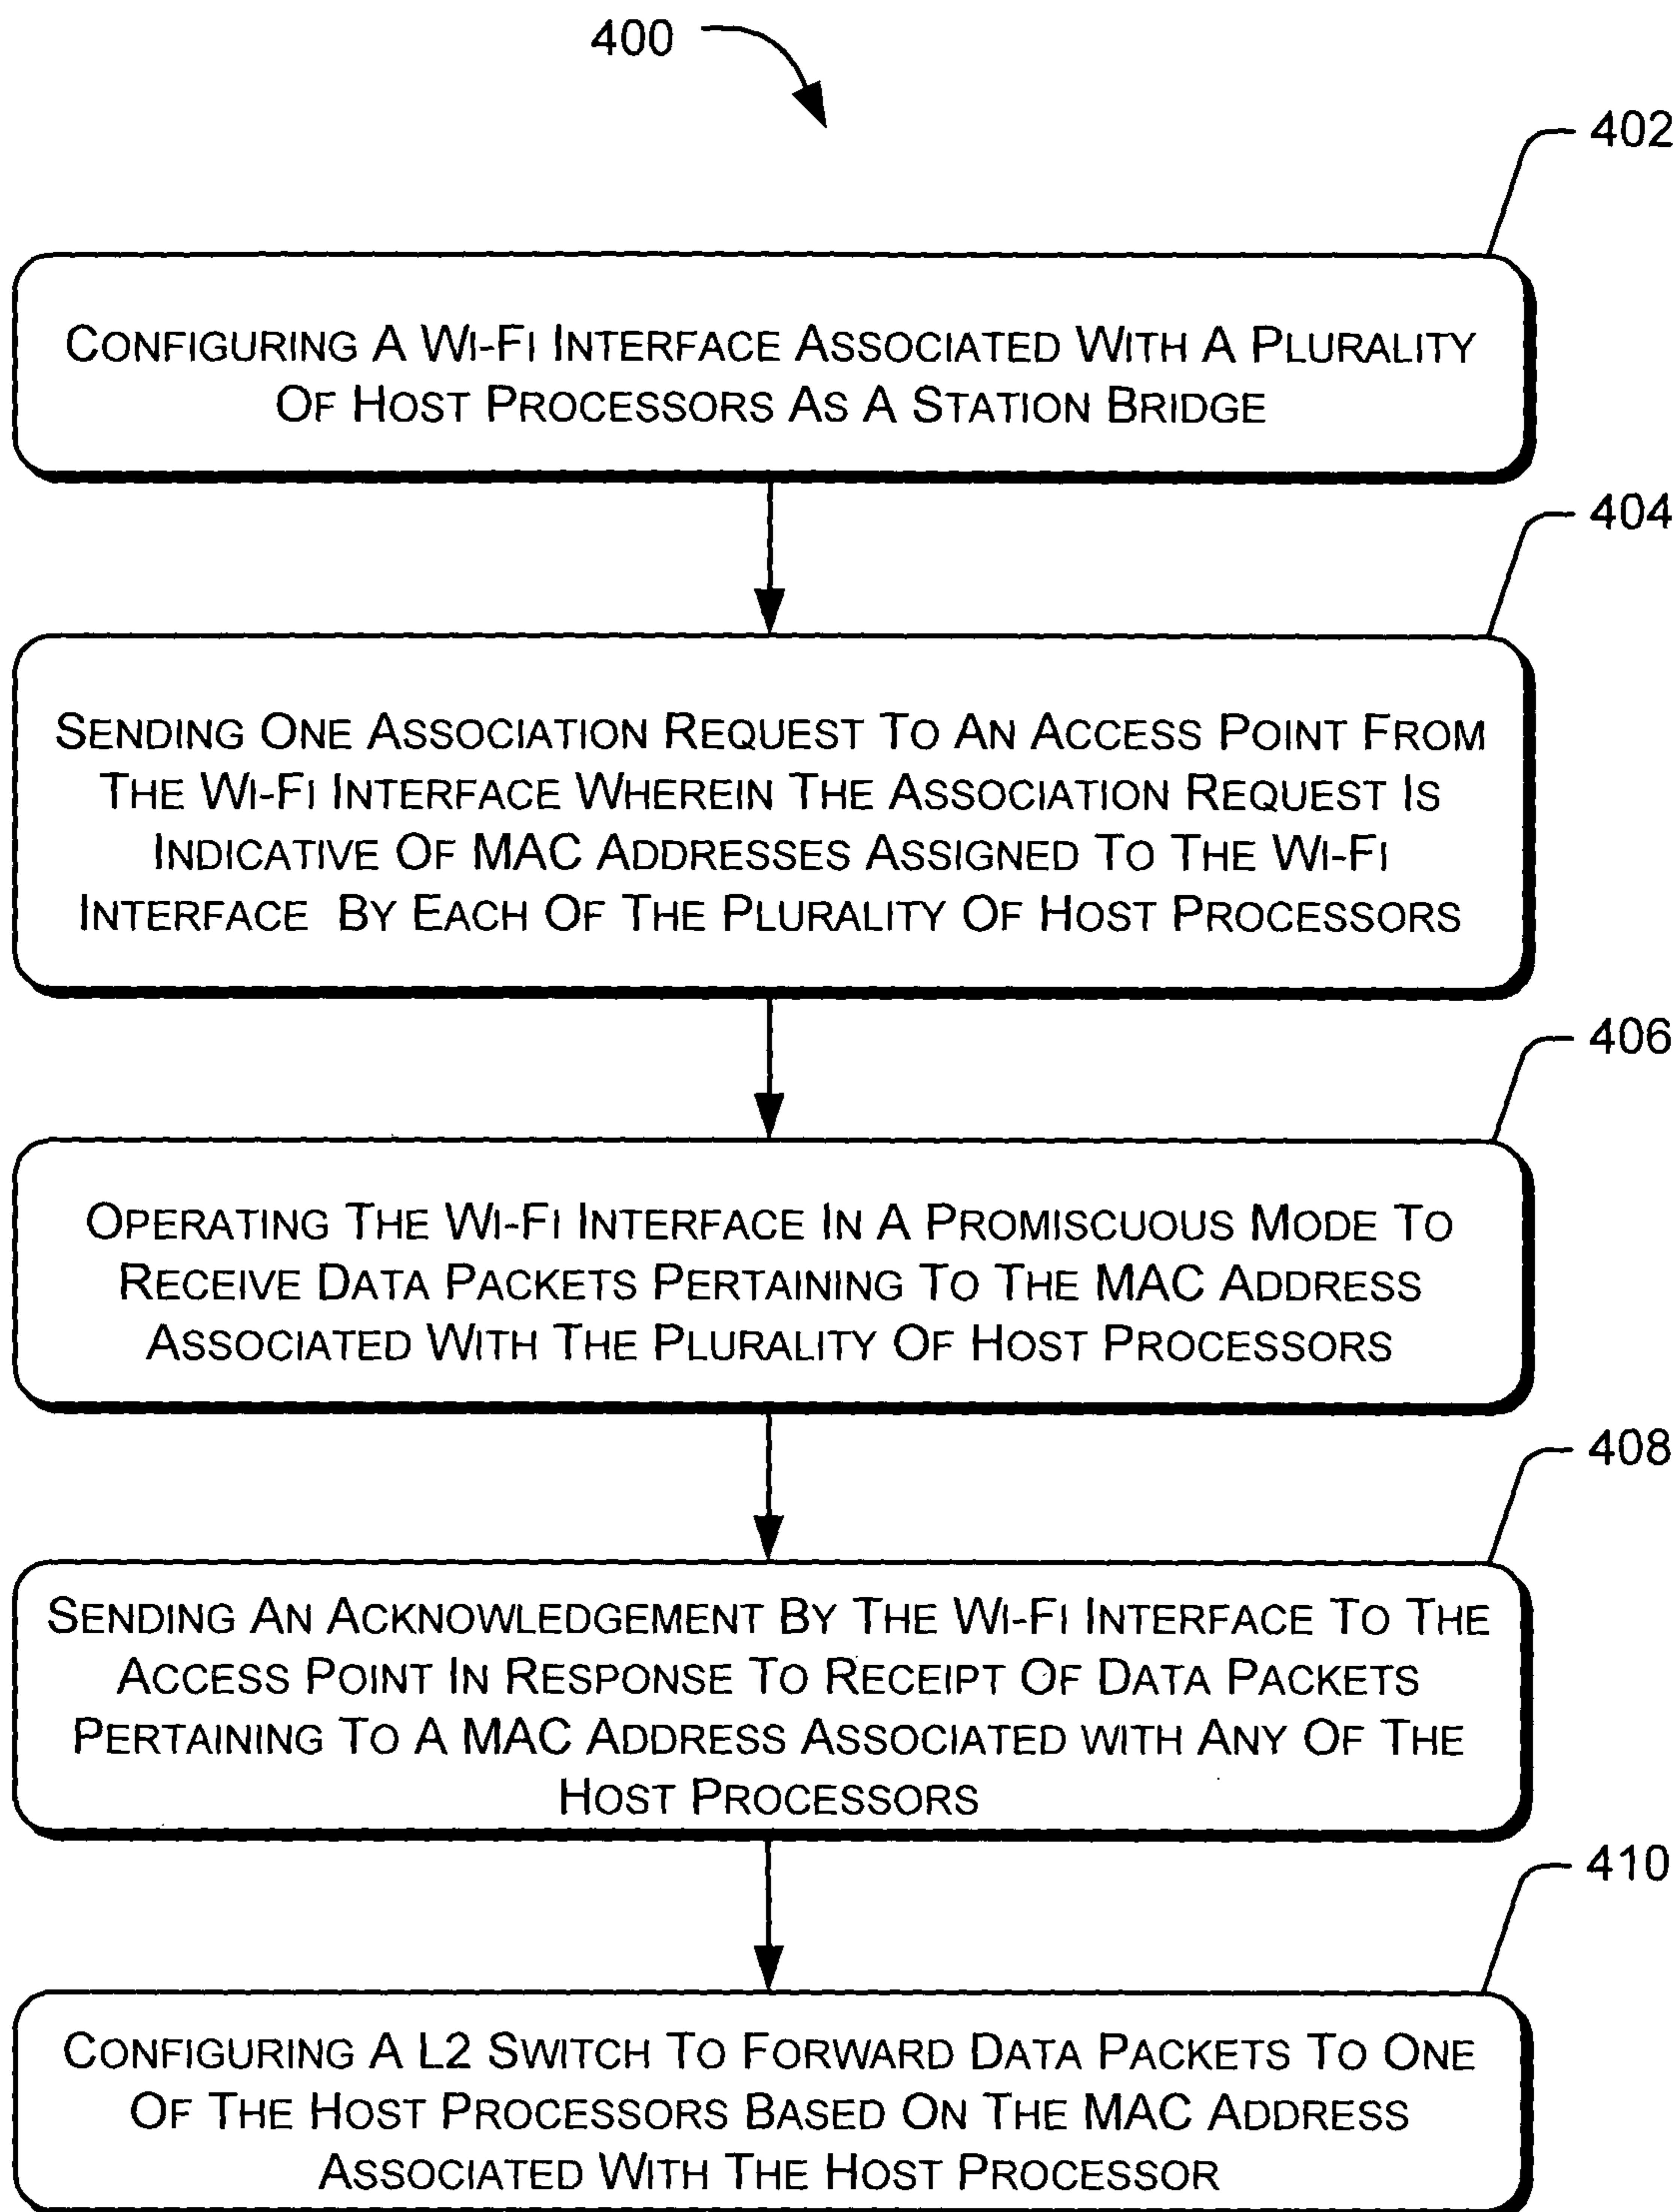 400
402
CONFIGURING A WI-FI INTERFACE ASSOCIATED WITH A PLURALITY
OF HOST PROCESSORS AS A STATION BRIDGE
404
SENDING ONE ASSOCIATION REQUEST TO AN ACCESS POINT FROM
THE WI-FI INTERFACE WHEREIN THE ASSOCIATION REQUEST IS
INDICATIVE OF MAC ADDRESSES ASSIGNED TO THE WI-FI
INTERFACE BY EACH OF THE PLURALITY OF HOST PROCESSORS
406
OPERATING THE WI-FI INTERFACE IN A PROMISCUOUS MODE TO
RECEIVE DATA PACKETS PERTAINING TO THE MAC ADDRESS
ASSOCIATED WITH THE PLURALITY OF HOST PROCESSORS
408
SENDING AN ACKNOWLEDGEMENT BY THE WI-FI INTERFACE TO THE
ACCESS POINT IN RESPONSE TO RECEIPT OF DATA PACKETS
PERTAINING TO A MAC ADDRESS ASSOCIATED WITH ANY OF THE
HOST PROCESSORS
410
CONFIGURING A L2 SWITCH TO FORWARD DATA PACKETS TO ONE
OF THE HOST PROCESSORS BASED ON THE MAC ADDRESS
ASSOCIATED WITH THE HOST PROCESSOR